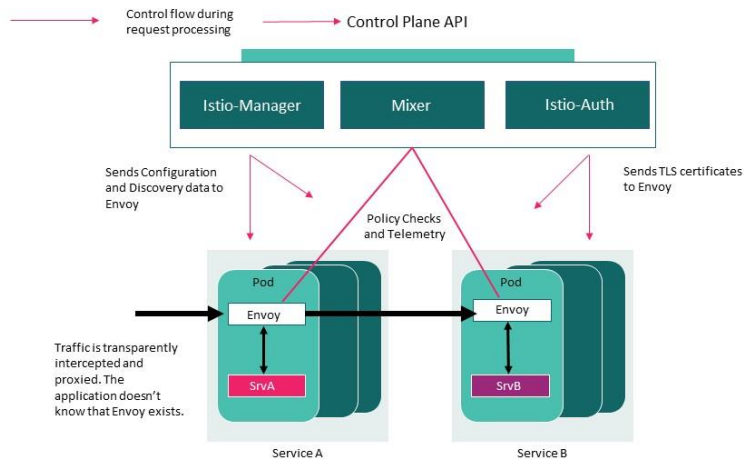 Control flow during
request processing
Control Plane API
Istio-Manager
Mixer
Istio-Auth
Sends Configuration
and Discovery data to
Envoy
Sends TLS certificates
to Envoy
Policy Checks
and Telemetry
Pod
Pod
Envoy
Envoy
Traffic is transparently
intercepted and
proxied. The
application doesn't
know that Envoy exists.
SrvA
SrvB
Service A
Service B